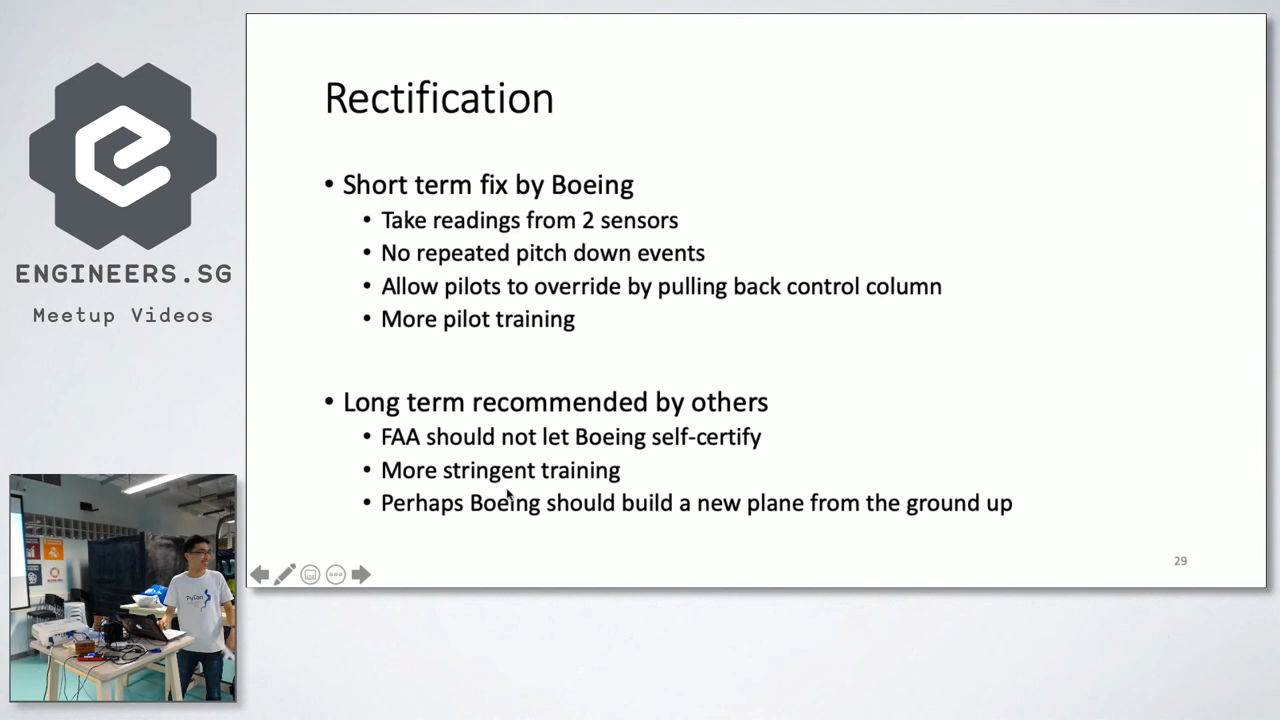 Rectification
• Short term fix by Boeing
• Take readings from 2 sensors
• No repeated pitch down events
• Allow pilots to override by pulling back control column
• More pilot training
• Long term recommended by others
• FAA should not let Boeing self-certify
• More stringent training
• Perhaps Boeing should build a new plane from the ground up
29
ENGINEERS.SG
Meetup Videos
PyCon